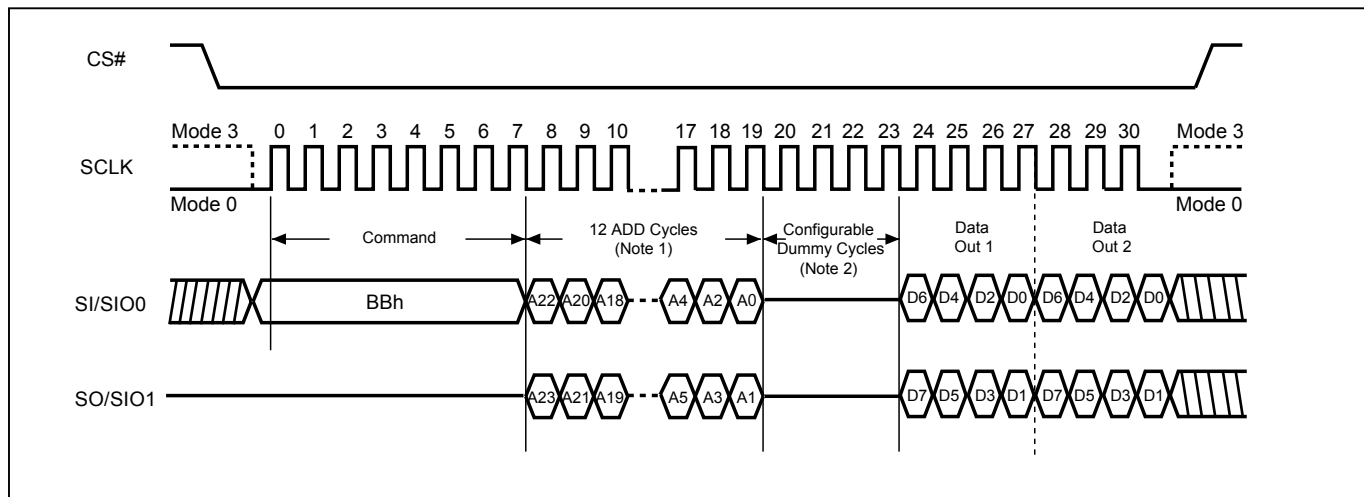 CS#
Mode 3 0 1 2 3 4 5 6 7 8 9 10 17 18 19 20 21 22 23 24 25 26 27 28 29 30 Mode 3
SCLK
Mode 0 Mode 0
Command 12 ADD Cycles (Note 1) Configurable Dummy Cycles (Note 2) Data Out 1 Data Out 2
SI/SIO0 BBh A22 A20 A18 A4 A2 A0 D6 D4 D2 D0 D6 D4 D2 D0
SO/SIO1 A23 A21 A19 A5 A3 A1 D7 D5 D3 D1 D7 D5 D3 D1